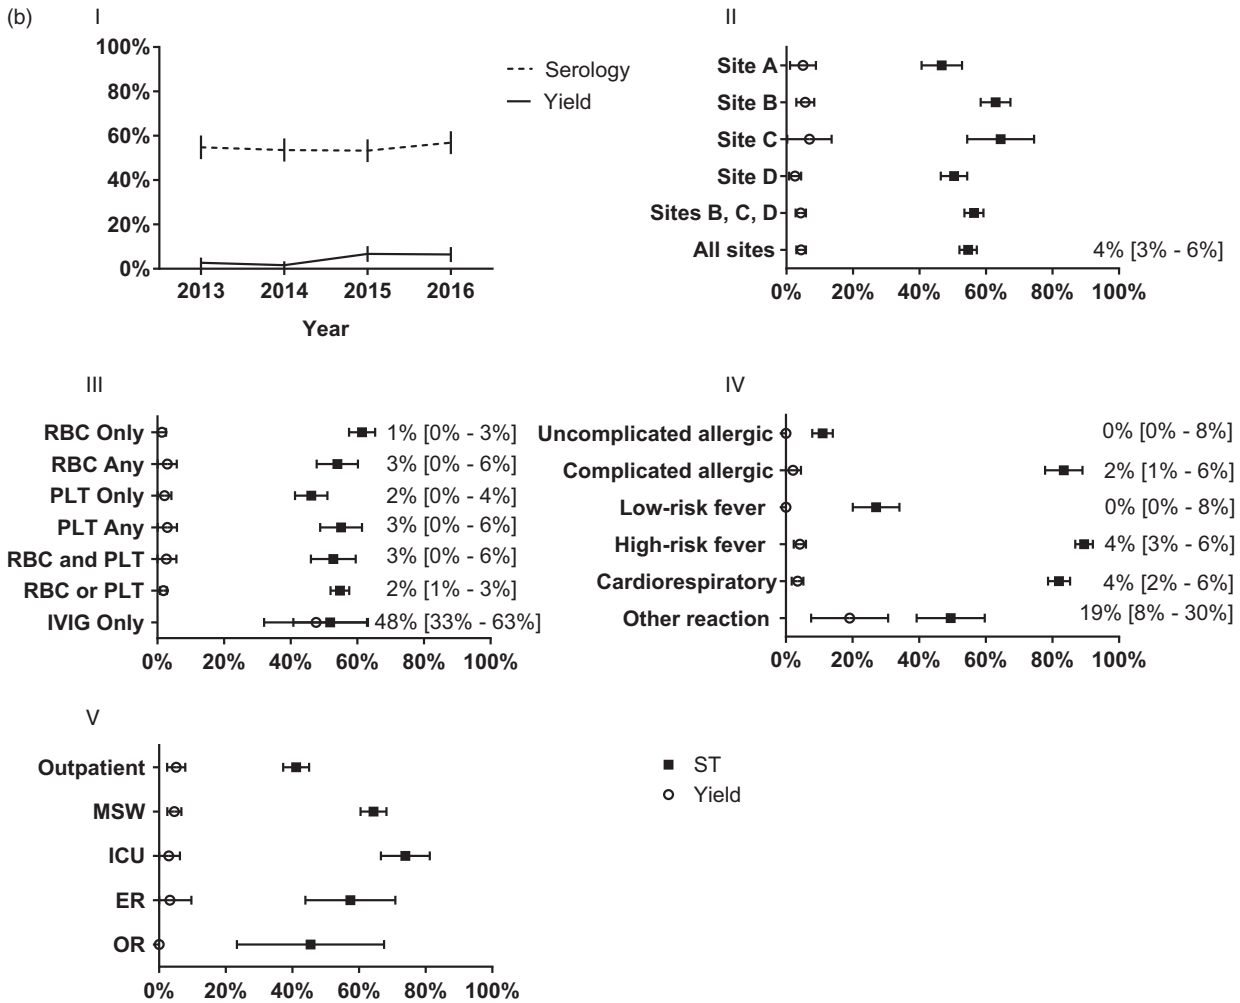 (b) I
100%
80%
60%
40%
20%
0%
2013 2014 2015 2016
Year
Serology
Yield
II
Site A
Site B
Site C
Site D
Sites B, C, D
All sites 4% [3% - 6%]
0% 20% 40% 60% 80% 100%
III
RBC Only 1% [0% - 3%]
RBC Any 3% [0% - 6%]
PLT Only 2% [0% - 4%]
PLT Any 3% [0% - 6%]
RBC and PLT 3% [0% - 6%]
RBC or PLT 2% [1% - 3%]
IVIG Only 48% [33% - 63%]
0% 20% 40% 60% 80% 100%
IV
Uncomplicated allergic 0% [0% - 8%]
Complicated allergic 2% [1% - 6%]
Low-risk fever 0% [0% - 8%]
High-risk fever 4% [3% - 6%]
Cardiorespiratory 4% [2% - 6%]
Other reaction 19% [8% - 30%]
0% 20% 40% 60% 80% 100%
V
Outpatient
MSW
ICU
ER
OR
0% 20% 40% 60% 80% 100%
ST
Yield